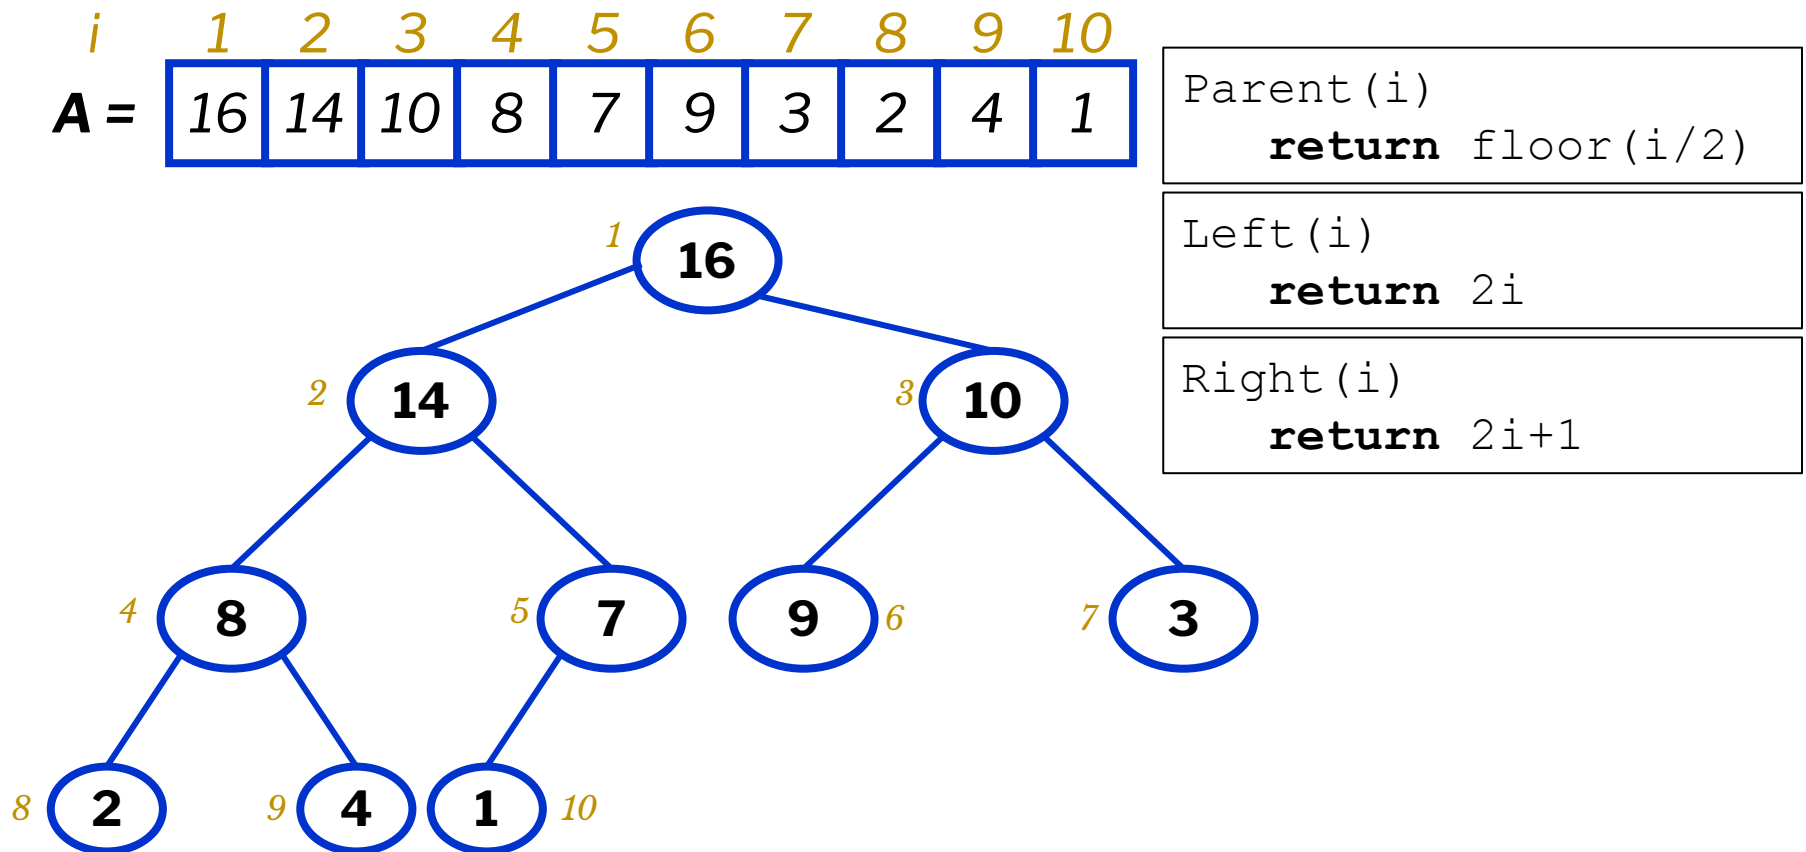 i 1 2 3 4 5 6 7 8 9 10
A = 16 14 10 8 7 9 3 2 4 1
Parent(i)
return floor(i/2)
Left(i)
return 2i
Right(i)
return 2i+1
1 16
2 14 3 10
4 8 5 7 9 6 7 3
8 2 9 4 1 10